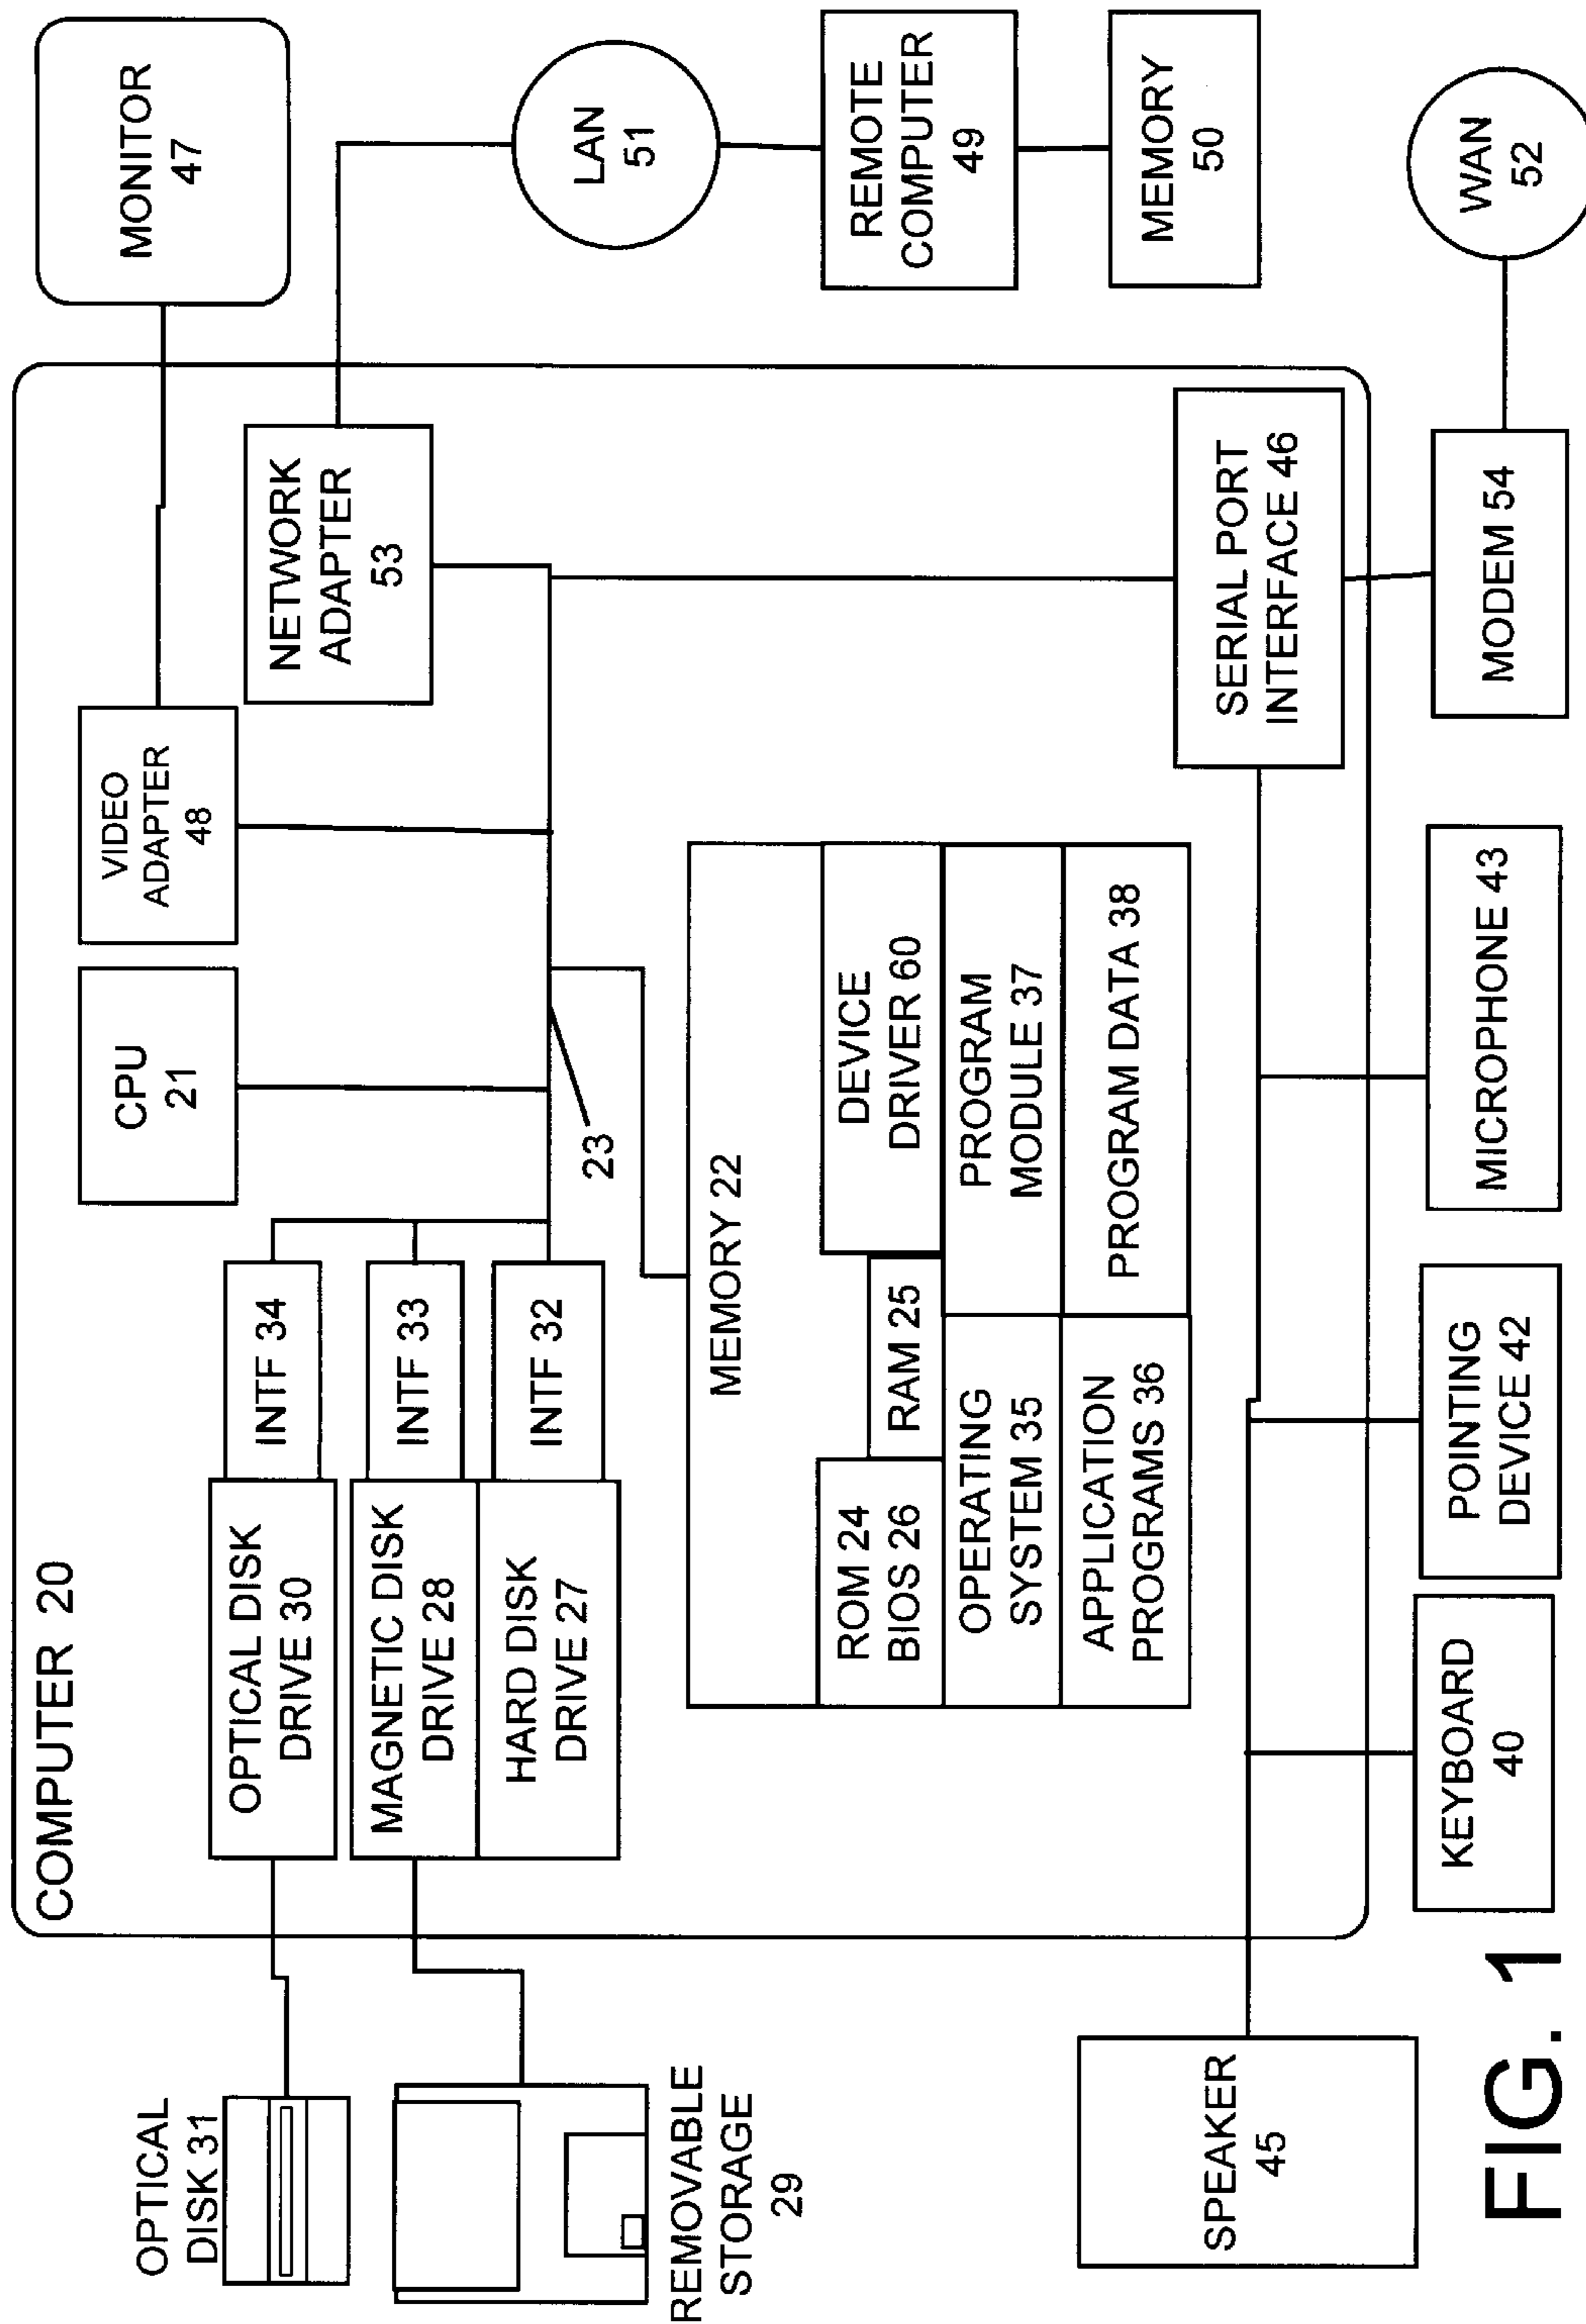 COMPUTER 20
OPTICAL
DISK 31
OPTICAL DISK
DRIVE 30
INTF 34
CPU
21
VIDEO
ADAPTER
48
MONITOR
47
REMOVABLE
STORAGE
29
MAGNETIC DISK
DRIVE 28
INTF 33
HARD DISK
DRIVE 27
INTF 32
23
NETWORK
ADAPTER
53
LAN
51
MEMORY 22
ROM 24
BIOS 26
RAM 25
DEVICE
DRIVER 60
OPERATING
SYSTEM 35
PROGRAM
MODULE 37
APPLICATION
PROGRAMS 36
PROGRAM DATA 38
REMOTE
COMPUTER
49
MEMORY
50
SPEAKER
45
SERIAL PORT
INTERFACE 46
KEYBOARD
40
POINTING
DEVICE 42
MICROPHONE 43
MODEM 54
WAN
52
FIG. 1